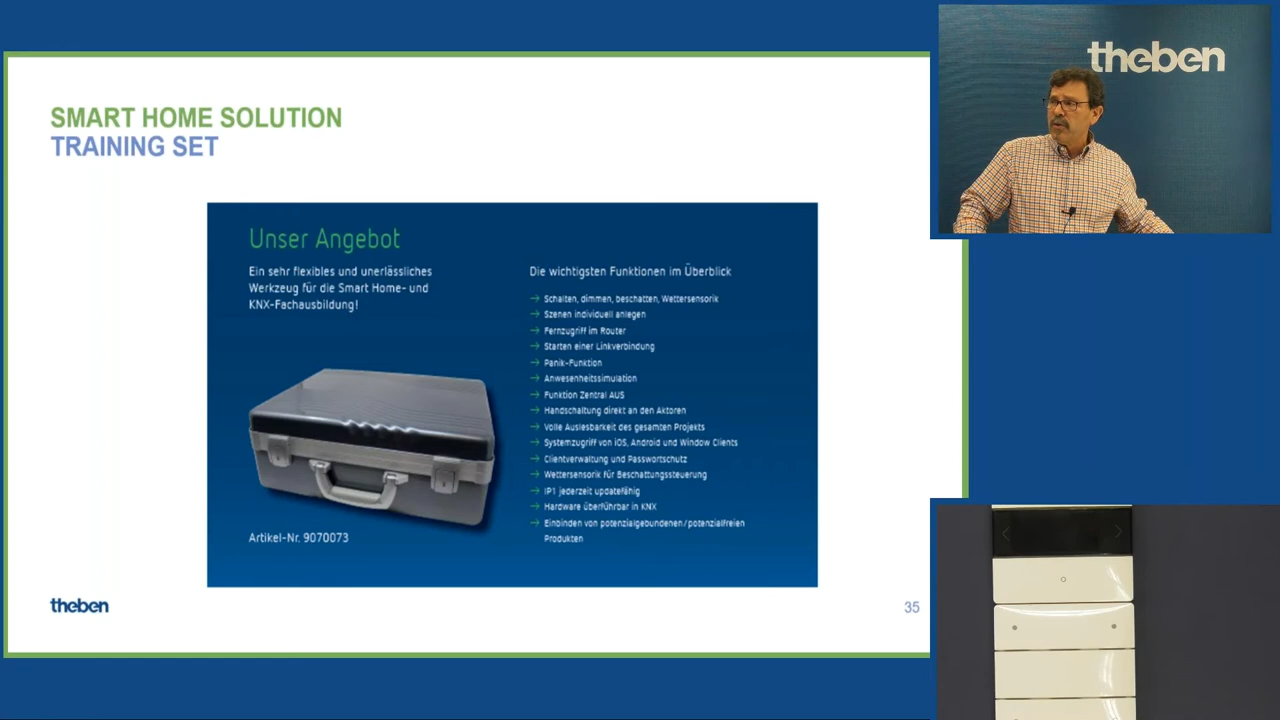 theben
SMART HOME SOLUTION
TRAINING SET
Unser Angebot
Ein sehr flexibles und unerlässliches
Werkzeug für die Smart Home- und
KNX-Fachausbildung!
Artikel-Nr. 9070073
Die wichtigsten Funktionen im Überblick
→ Schalten, dimmen, beschatten, Wettersensorik
→ Szenen individuell anlegen
→ Fernzugriff im Router
→ Starten einer Linkverbindung
→ Panik-Funktion
→ Anwesenheitssimulation
→ Funktion Zentral AUS
→ Handschaltung direkt an den Aktoren
→ Volle Auslesbarkeit des gesamten Projekts
→ Systemzugriff von iOS, Android und Window Clients
→ Clientverwaltung und Passwortschutz
→ Wettersensorik für Beschattungssteuerung
→ IP1 jederzeit updatefähig
→ Hardware überführbar in KNX
→ Einbinden von potenzialgebundenen/potenzialfreien
Produkten
theben
35